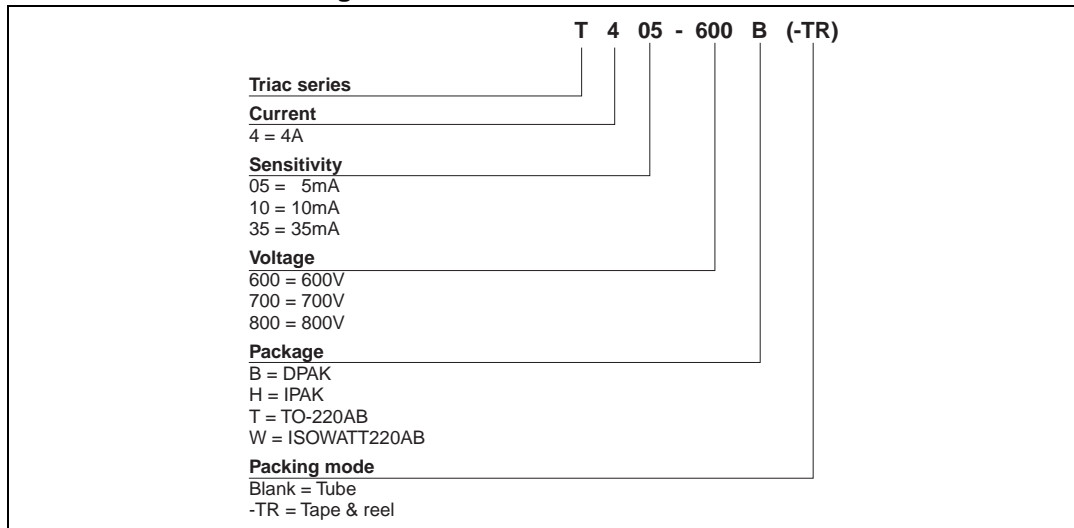 T 4 05 - 600 B (-TR)
Triac series
Current
4 = 4A
Sensitivity
05 = 5mA
10 = 10mA
35 = 35mA
Voltage
600 = 600V
700 = 700V
800 = 800V
Package
B = DPAK
H = IPAK
T = TO-220AB
W = ISOWATT220AB
Packing mode
Blank = Tube
-TR = Tape & reel